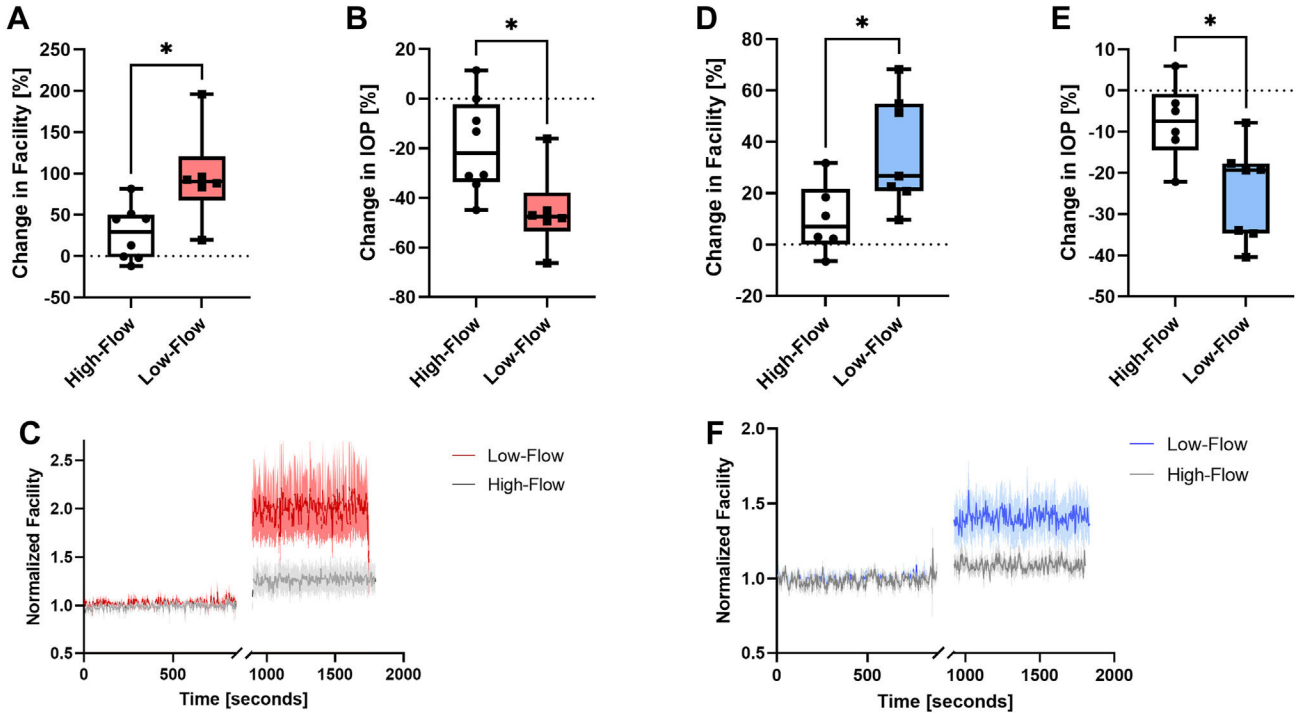 A
Change in Facility [%]
250
200
150
100
50
0
-50
*
High-Flow
Low-Flow
B
Change in IOP [%]
20
0
-20
-40
-60
-80
*
High-Flow
Low-Flow
D
Change in Facility [%]
80
60
40
20
0
-20
*
High-Flow
Low-Flow
E
Change in IOP [%]
10
0
-10
-20
-30
-40
-50
*
High-Flow
Low-Flow
C
Normalized Facility
2.5
2.0
1.5
1.0
0.5
0
500
1000
1500
2000
Time [seconds]
Low-Flow
High-Flow
F
Normalized Facility
2.0
1.5
1.0
0.5
0
500
1000
1500
2000
Time [seconds]
Low-Flow
High-Flow